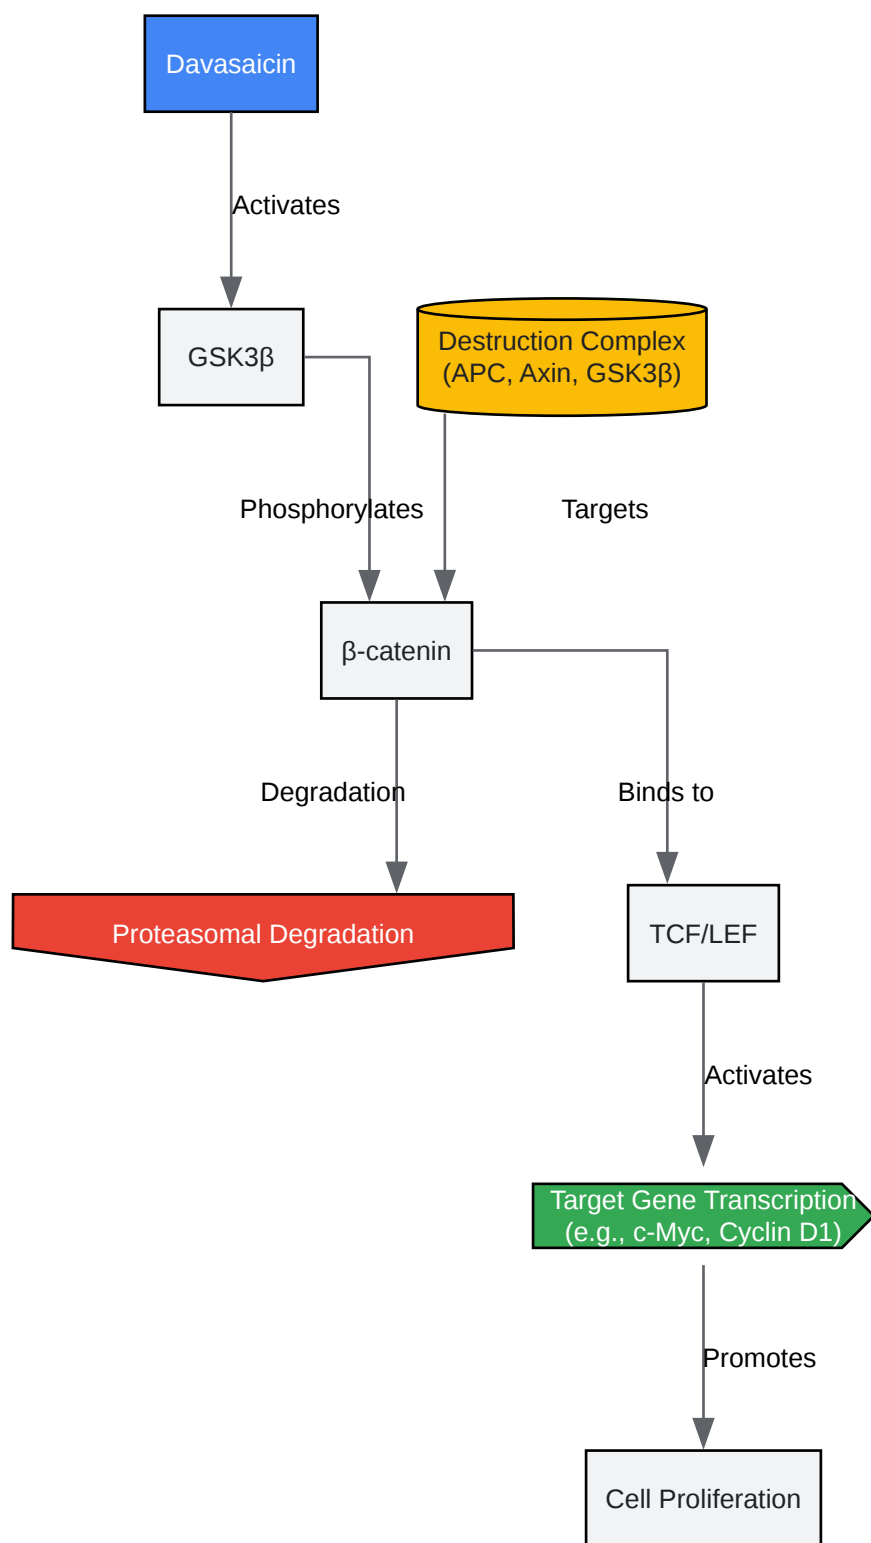 Davasaicin
Activates
GSK3β
Destruction Complex
(APC, Axin, GSK3β)
Phosphorylates
Targets
β-catenin
Degradation
Binds to
Proteasomal Degradation
TCF/LEF
Activates
Target Gene Transcription
(e.g., c-Myc, Cyclin D1)
Promotes
Cell Proliferation